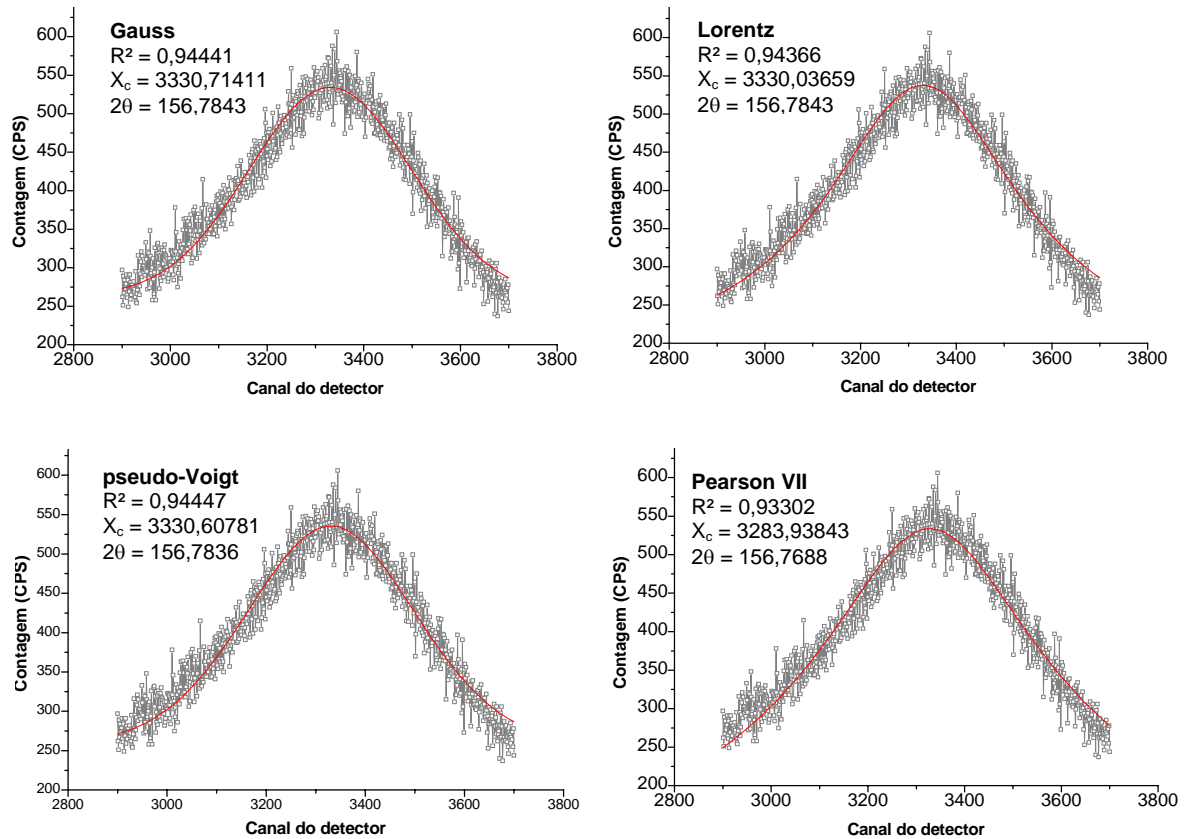 Gauss
R² = 0,94441
Xc = 3330,71411
2θ = 156,7843
Contagem (CPS)
600
550
500
450
400
350
300
250
200
2800 3000 3200 3400 3600 3800
Canal do detector
Lorentz
R² = 0,94366
Xc = 3330,03659
2θ = 156,7843
Contagem (CPS)
600
550
500
450
400
350
300
250
200
2800 3000 3200 3400 3600 3800
Canal do detector
pseudo-Voigt
R² = 0,94447
Xc = 3330,60781
2θ = 156,7836
Contagem (CPS)
600
550
500
450
400
350
300
250
200
2800 3000 3200 3400 3600 3800
Canal do detector
Pearson VII
R² = 0,93302
Xc = 3283,93843
2θ = 156,7688
Contagem (CPS)
600
550
500
450
400
350
300
250
200
2800 3000 3200 3400 3600 3800
Canal do detector